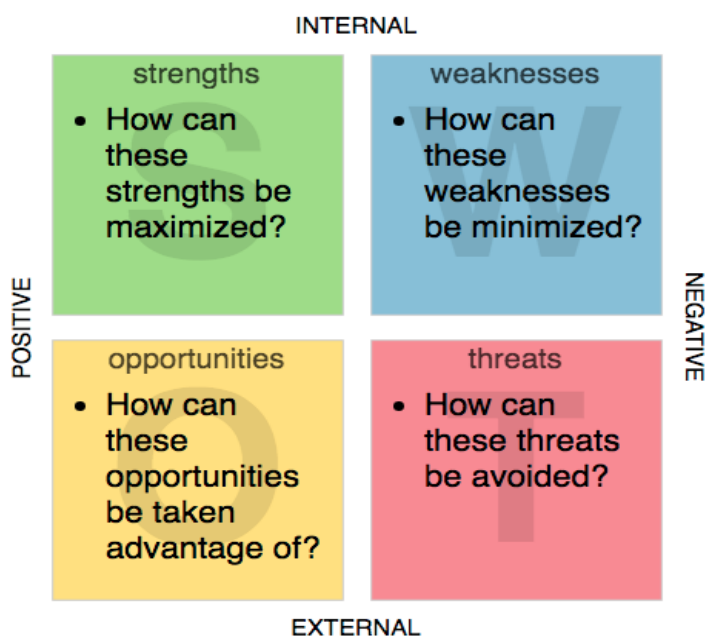 INTERNAL
strengths
S
• How can
these
strengths be
maximized?
weaknesses
W
• How can
these
weaknesses
be minimized?
POSITIVE
NEGATIVE
opportunities
O
• How can
these
opportunities
be taken
advantage of?
threats
T
• How can
these threats
be avoided?
EXTERNAL